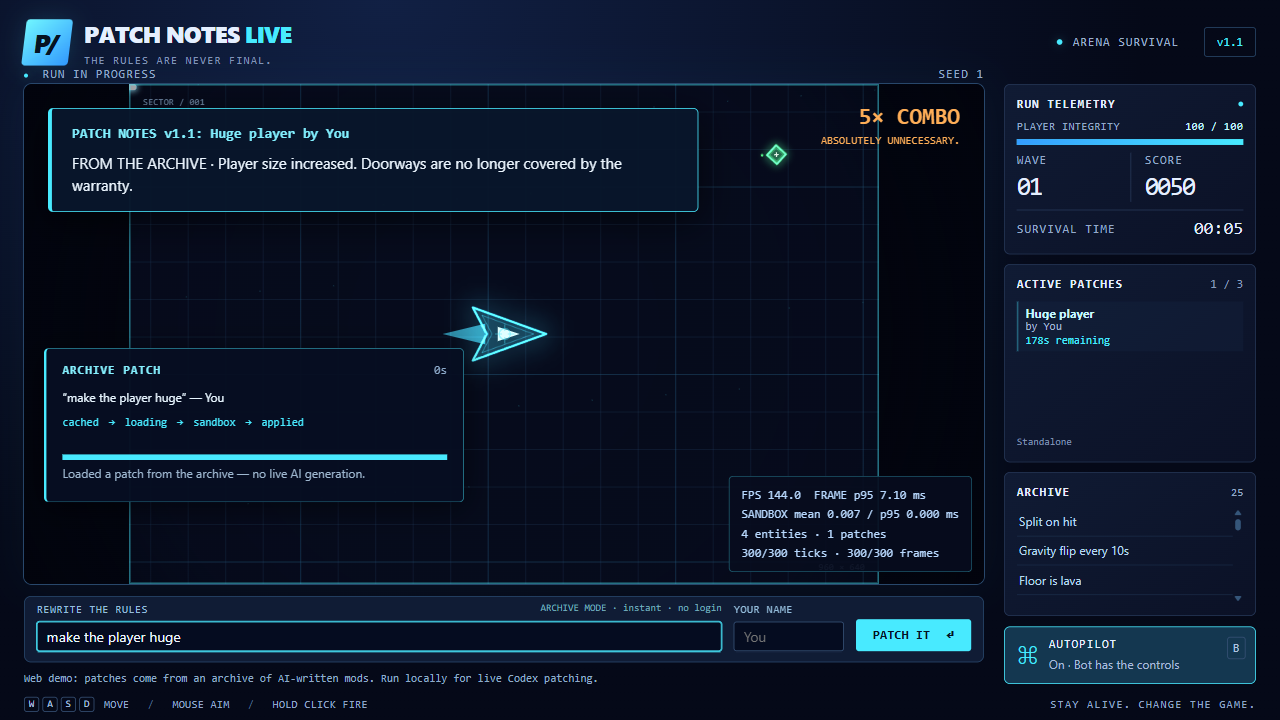 P/
PATCH NOTES LIVE
THE RULES ARE NEVER FINAL.
ARENA SURVIVAL
v1.1
RUN IN PROGRESS
SEED 1
SECTOR / 001
PATCH NOTES v1.1: Huge player by You
FROM THE ARCHIVE · Player size increased. Doorways are no longer covered by the
warranty.
5× COMBO
ABSOLUTELY UNNECESSARY.
ARCHIVE PATCH 0s
“make the player huge” — You
cached → loading → sandbox → applied
Loaded a patch from the archive — no live AI generation.
FPS 144.0 FRAME p95 7.10 ms
SANDBOX mean 0.007 / p95 0.000 ms
4 entities · 1 patches
300/300 ticks · 300/300 frames
RUN TELEMETRY
PLAYER INTEGRITY 100 / 100
WAVE SCORE
01 0050
SURVIVAL TIME 00:05
ACTIVE PATCHES 1 / 3
Huge player
by You
178s remaining
Standalone
ARCHIVE 25
Split on hit
Gravity flip every 10s
Floor is lava
⌘ AUTOPILOT B
On · Bot has the controls
REWRITE THE RULES ARCHIVE MODE · instant · no login YOUR NAME
make the player huge You PATCH IT ⏎
Web demo: patches come from an archive of AI-written mods. Run locally for live Codex patching.
W A S D MOVE / MOUSE AIM / HOLD CLICK FIRE
STAY ALIVE. CHANGE THE GAME.